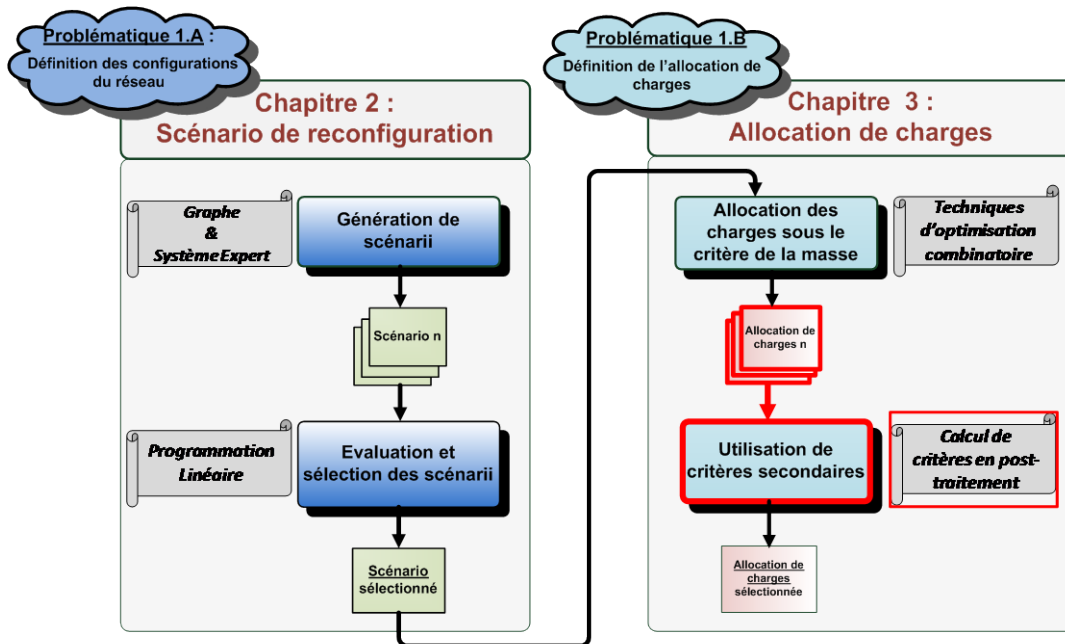 Problématique 1.A :
Définition des configurations
du réseau
Chapitre 2 :
Scénario de reconfiguration
Graphe
&
Système Expert
Génération de
scénarii
Scénario n
Programmation
Linéaire
Evaluation et
sélection des scénarii
Scénario
sélectionné
Problématique 1.B
Définition de l'allocation de
charges
Chapitre 3 :
Allocation de charges
Allocation des
charges sous le
critère de la masse
Techniques
d'optimisation
combinatoire
Allocation de
charges n
Utilisation de
critères secondaires
Calcul de
critères en post-
traitement
Allocation de
charges
sélectionnée